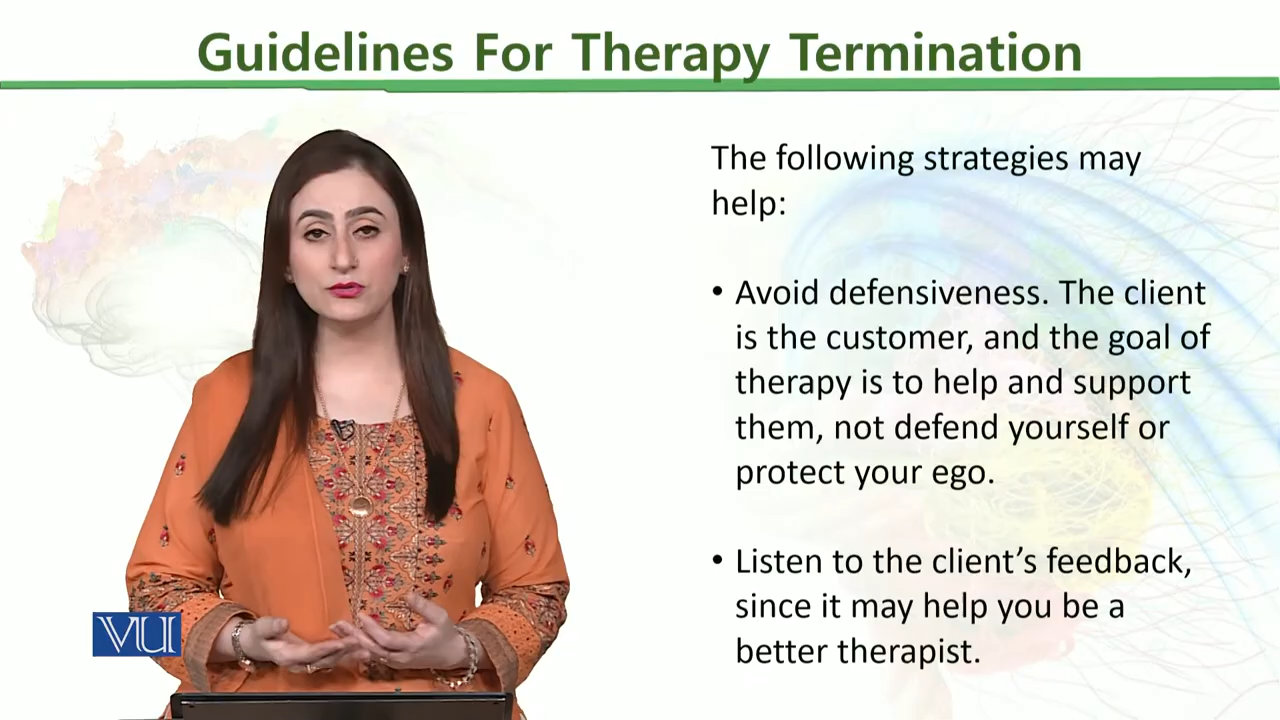 Guidelines For Therapy Termination
The following strategies may
help:
• Avoid defensiveness. The client
is the customer, and the goal of
therapy is to help and support
them, not defend yourself or
protect your ego.
• Listen to the client’s feedback,
since it may help you be a
better therapist.
VU